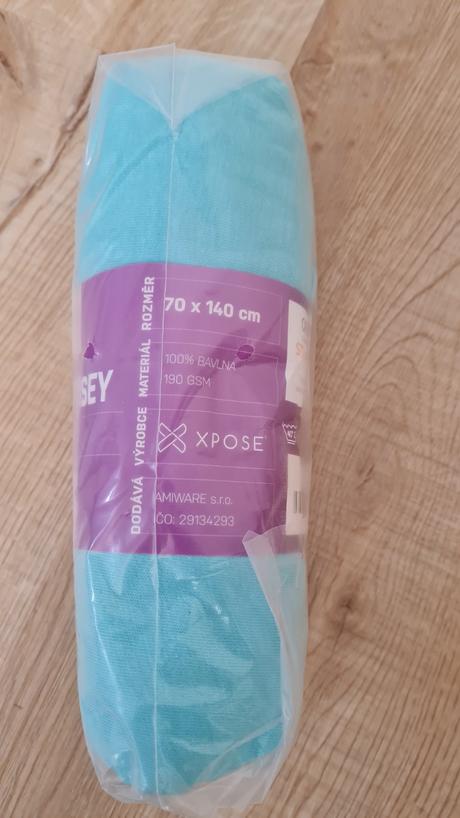 SEY
ROZMĚR
70 x 140 cm
MATERIÁL
100% BAVLNA
190 GSM
VÝROBCE
XPOSE
DODÁVÁ
AMIWARE s.r.o.
IČO: 29134293